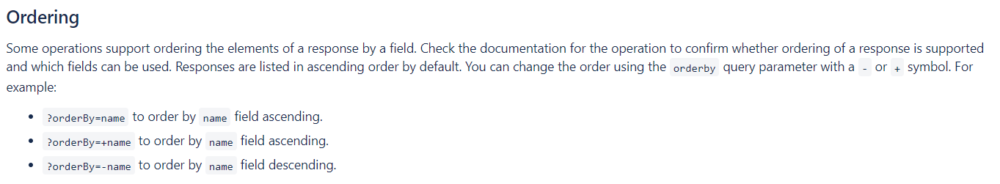 Ordering
Some operations support ordering the elements of a response by a field. Check the documentation for the operation to confirm whether ordering of a response is supported
and which fields can be used. Responses are listed in ascending order by default. You can change the order using the orderby query parameter with a - or + symbol. For
example:
• ?orderBy=name to order by name field ascending.
• ?orderBy=+name to order by name field ascending.
• ?orderBy=-name to order by name field descending.